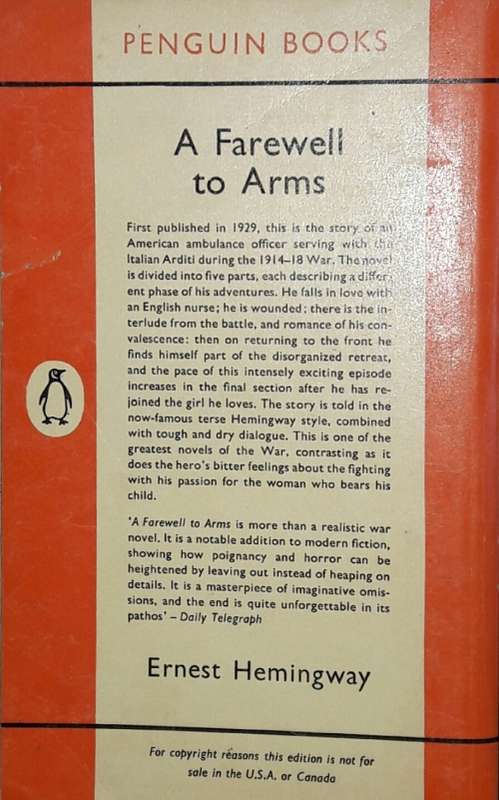 PENGUIN BOOKS
A Farewell
to Arms
First published in 1929, this is the story of an
American ambulance officer serving with the
Italian Arditi during the 1914–18 War. The novel
is divided into five parts, each describing a differ-
ent phase of his adventures. He falls in love with
an English nurse; he is wounded; there is the in-
terlude from the battle, and romance of his con-
valescence: then on returning to the front he
finds himself part of the disorganized retreat,
and the pace of this intensely exciting episode
increases in the final section after he has re-
joined the girl he loves. The story is told in the
now-famous terse Hemingway style, combined
with tough and dry dialogue. This is one of the
greatest novels of the War, contrasting as it
does the hero's bitter feelings about the fighting
with his passion for the woman who bears his
child.
'A Farewell to Arms is more than a realistic war
novel. It is a notable addition to modern fiction,
showing how poignancy and horror can be
heightened by leaving out instead of heaping on
details. It is a masterpiece of imaginative omis-
sions, and the end is quite unforgettable in its
pathos' – Daily Telegraph
Ernest Hemingway
For copyright reasons this edition is not for
sale in the U.S.A. or Canada